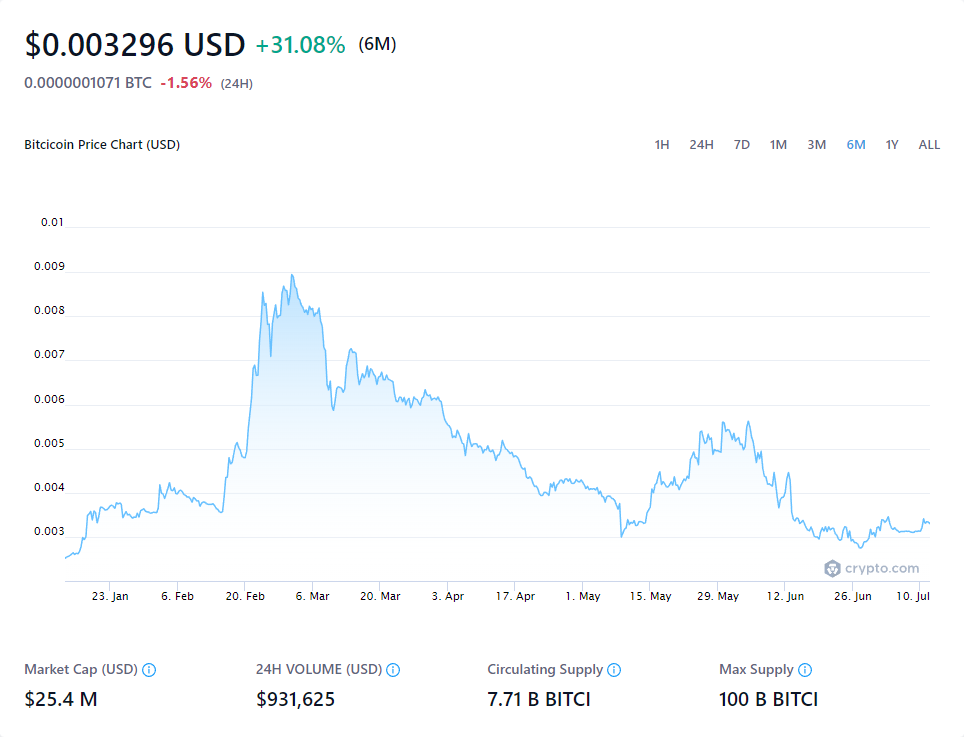 $0.003296 USD +31.08% (6M)
0.0000001071 BTC -1.56% (24H)
Bitcicoin Price Chart (USD) 1H 24H 7D 1M 3M 6M 1Y ALL
0.01
0.009
0.008
0.007
0.006
0.005
0.004
0.003
crypto.com
23. Jan 6. Feb 20. Feb 6. Mar 20. Mar 3. Apr 17. Apr 1. May 15. May 29. May 12. Jun 26. Jun 10. Jul
Market Cap (USD) 24H VOLUME (USD) Circulating Supply Max Supply
$25.4 M $931,625 7.71 B BITCI 100 B BITCI